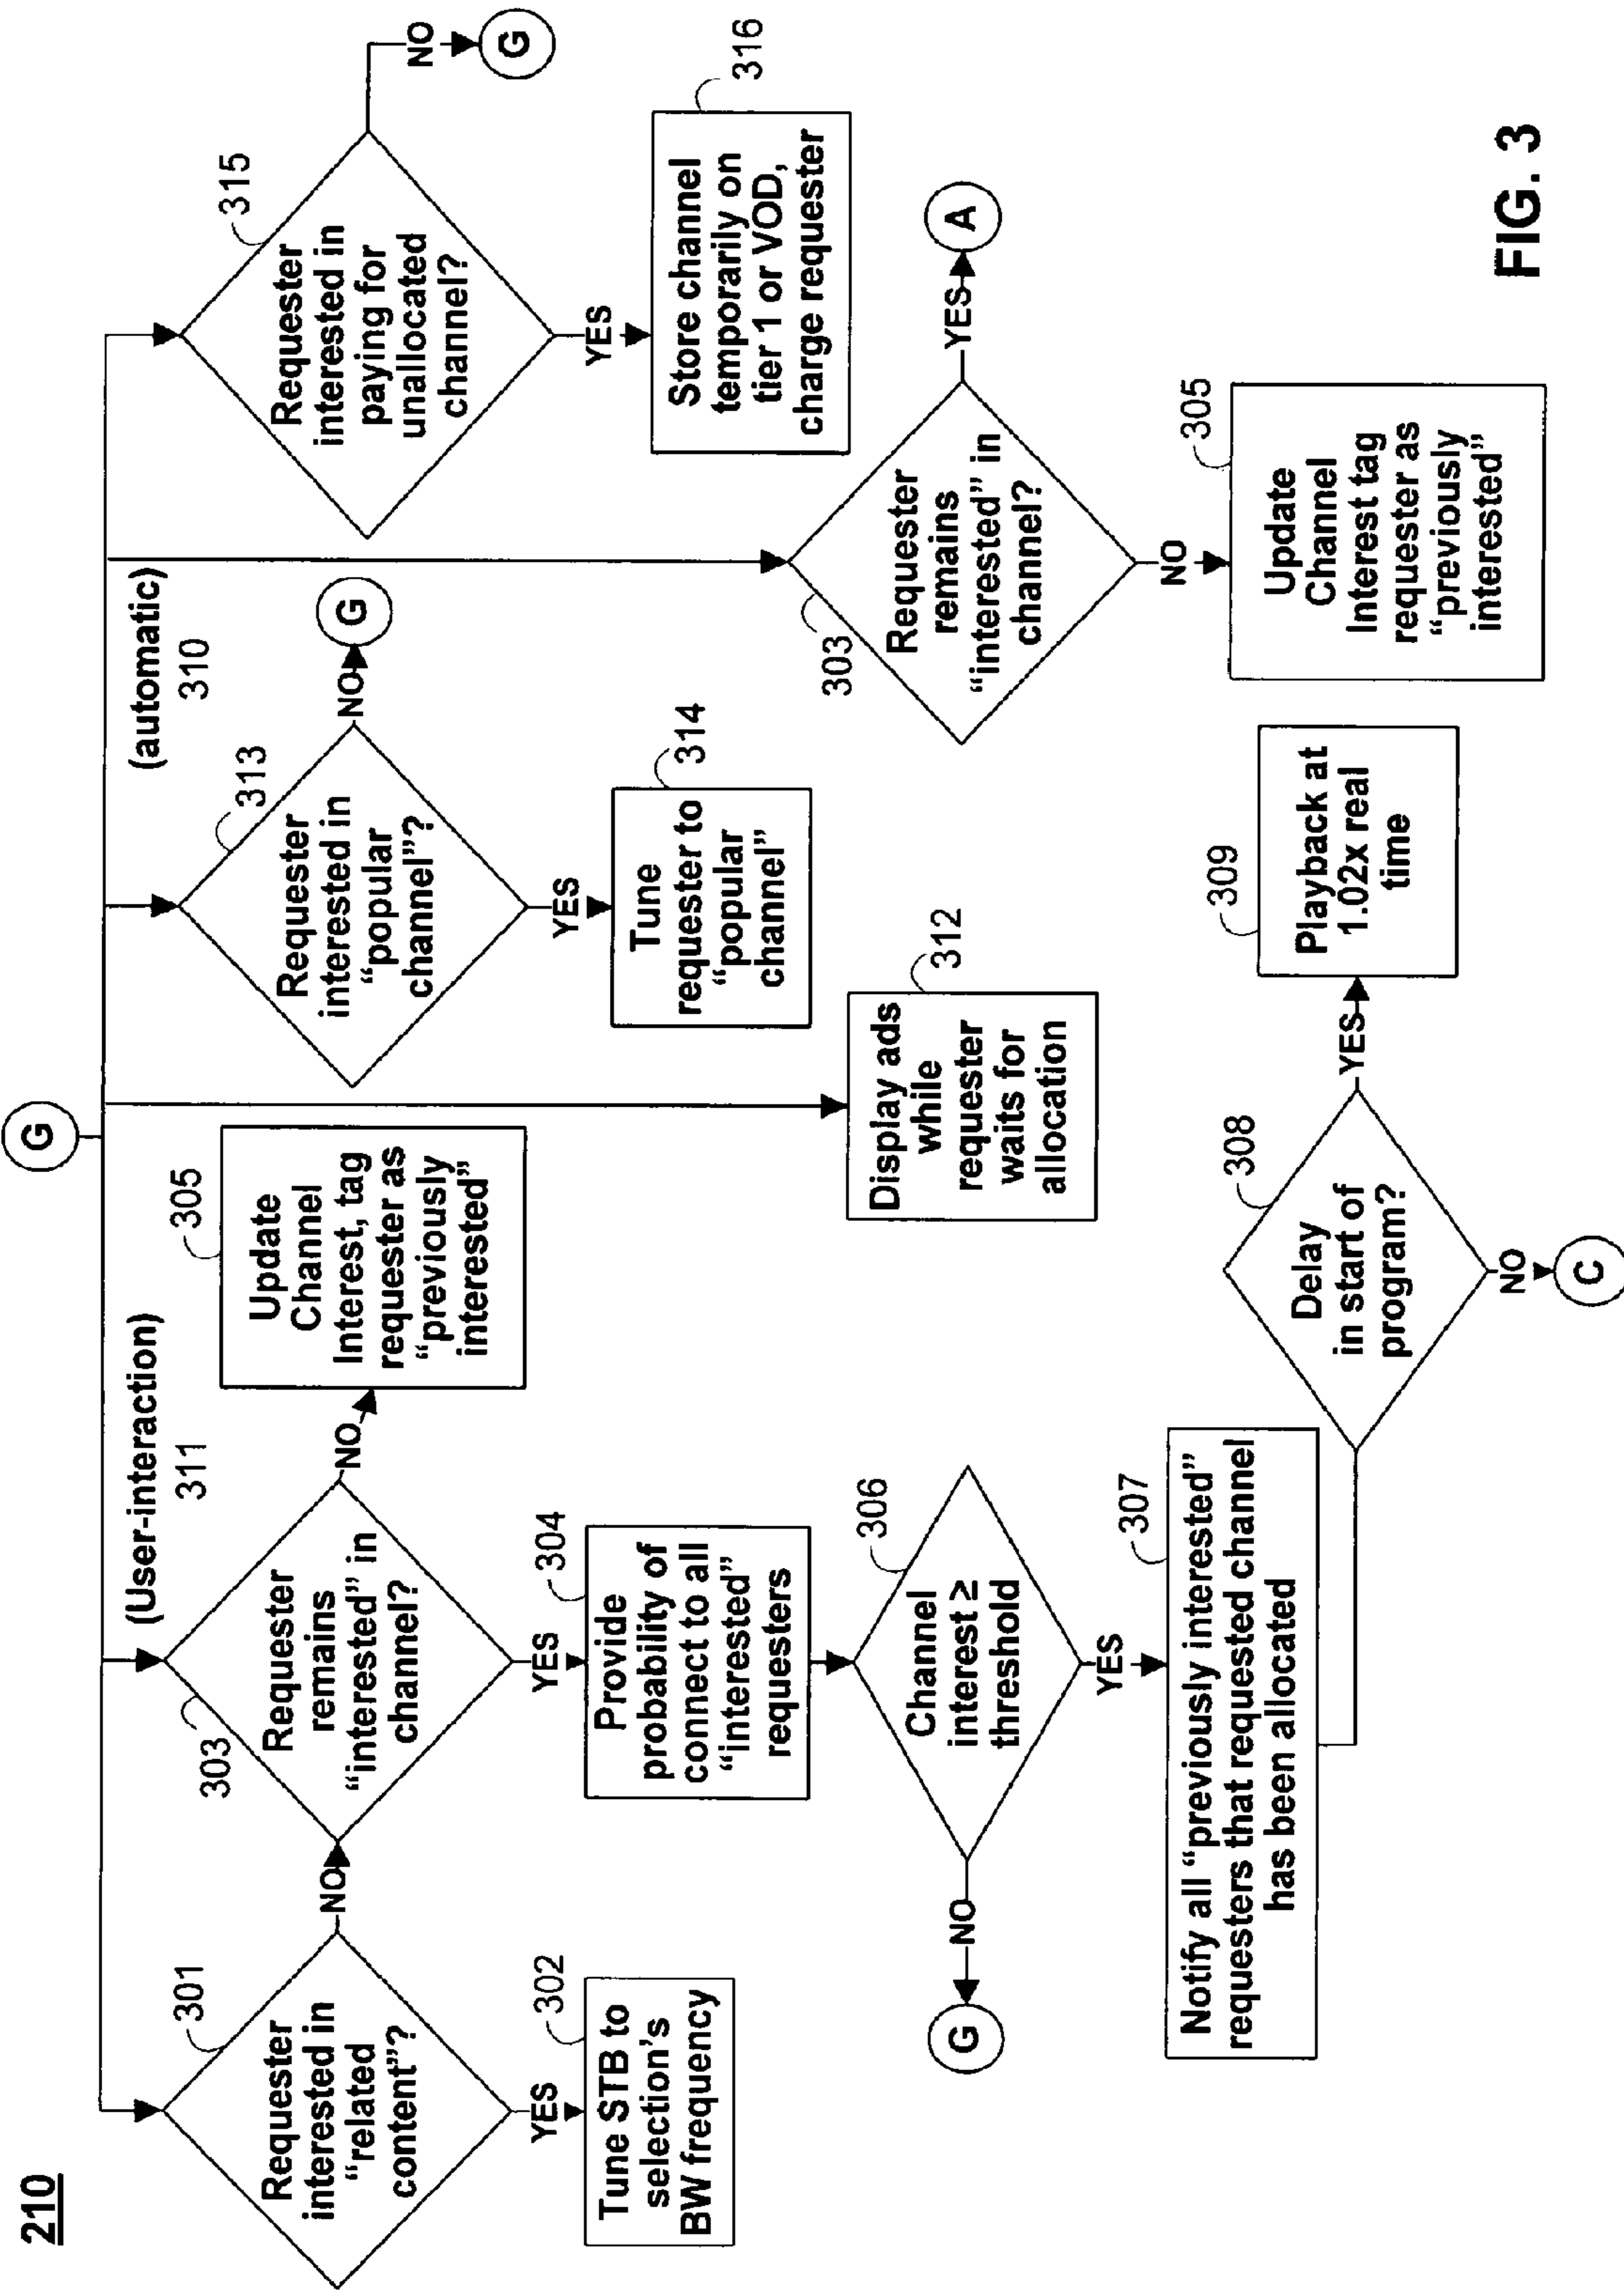 210
G
(User-interaction)
311
(automatic)
310
301
Requester
interested in
“related
content”?
NO
YES
302
Tune STB to
selection’s
BW frequency
303
Requester
remains
“interested” in
channel?
NO
305
Update
Channel
Interest, tag
requester as
“previously
interested”
YES
304
Provide
probability of
connect to all
“interested”
requesters
306
Channel
interest ≥
threshold
NO
G
YES
307
Notify all “previously interested”
requesters that requested channel
has been allocated
308
Delay
in start of
program?
YES
309
Playback at
1.02x real
time
NO
C
312
Display ads
while
requester
waits for
allocation
313
Requester
interested in
“popular
channel”?
NO
G
YES
314
Tune
requester to
“popular
channel”
303
Requester
remains
“interested” in
channel?
YES
A
NO
305
Update
Channel
Interest tag
requester as
“previously
interested”
315
Requester
interested in
paying for
unallocated
channel?
NO
G
YES
316
Store channel
temporarily on
tier 1 or VOD,
charge requester
FIG. 3